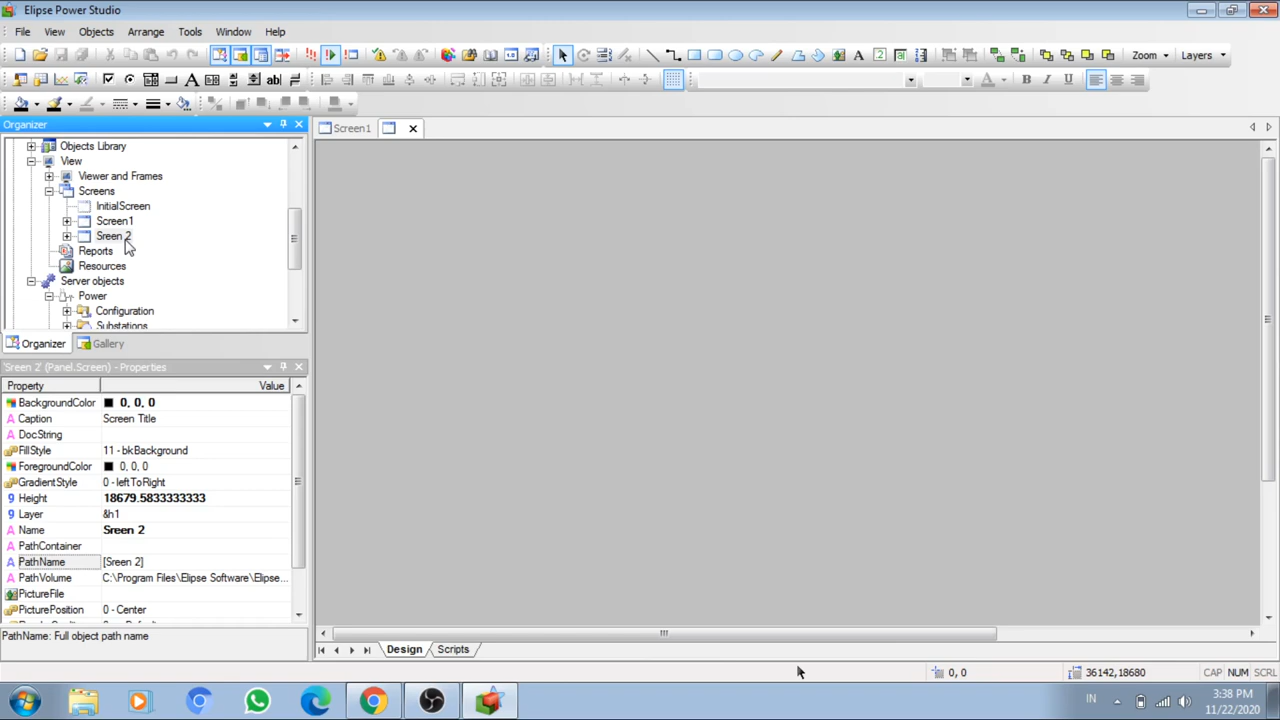 Elipse Power Studio
File View Objects Arrange Tools Window Help
Zoom Layers
B I U
Organizer
Screen1
Objects Library
View
Viewer and Frames
Screens
InitialScreen
Screen1
Sreen 2
Reports
Resources
Server objects
Power
Configuration
Substations
Organizer Gallery
'Sreen 2' (Panel.Screen) - Properties
Property Value
BackgroundColor 0, 0, 0
Caption Screen Title
DocString
FillStyle 11 - bkBackground
ForegroundColor 0, 0, 0
GradientStyle 0 - leftToRight
Height 18679.5833333333
Layer &h1
Name Sreen 2
PathContainer
PathName [Sreen 2]
PathVolume C:\Program Files\Elipse Software\Elipse...
PictureFile
PicturePosition 0 - Center
PathName: Full object path name
Design Scripts
0, 0 36142,18680 CAP NUM SCRL
IN 3:38 PM
11/22/2020